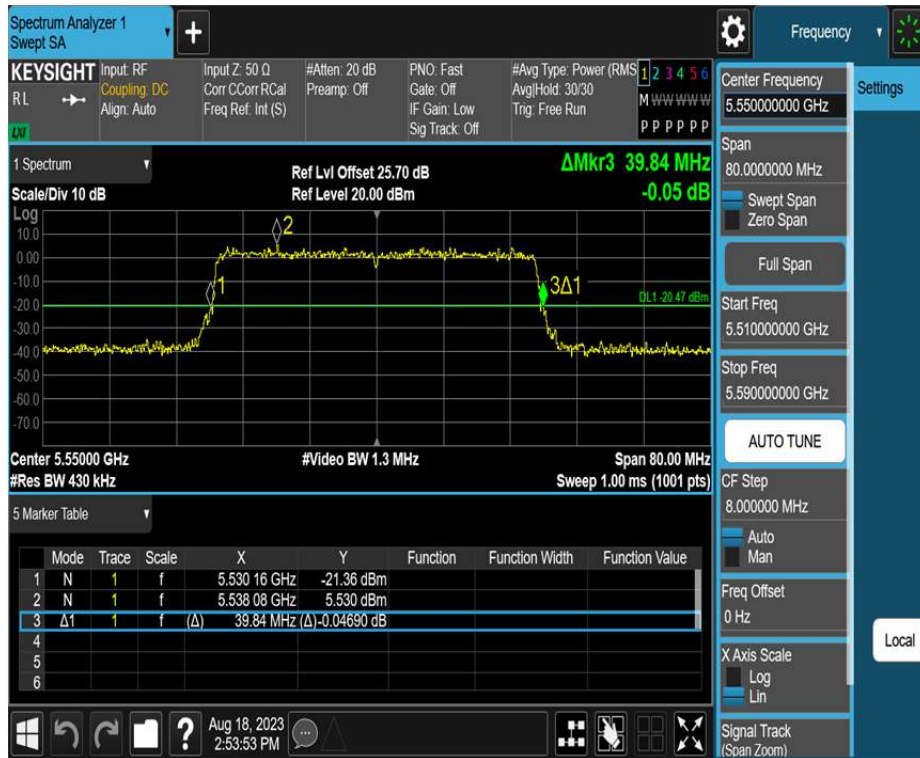 Spectrum Analyzer 1
Swept SA
+
Frequency
KEYSIGHT
RL
LXI
Input: RF
Coupling: DC
Align: Auto
Input Z: 50 Ω
Corr CCorr RCal
Freq Ref: Int (S)
#Atten: 20 dB
Preamp: Off
PNO: Fast
Gate: Off
IF Gain: Low
Sig Track: Off
#Avg Type: Power (RMS
Avg|Hold: 30/30
Trig: Free Run
1 2 3 4 5 6
M W W W W W
P P P P P P
Center Frequency
5.550000000 GHz
Settings
Span
80.0000000 MHz
Swept Span
Zero Span
Full Span
Start Freq
5.510000000 GHz
Stop Freq
5.590000000 GHz
AUTO TUNE
CF Step
8.000000 MHz
Auto
Man
Freq Offset
0 Hz
X Axis Scale
Log
Lin
Signal Track
(Span Zoom)
Local
1 Spectrum
Scale/Div 10 dB
Ref Lvl Offset 25.70 dB
Ref Level 20.00 dBm
ΔMkr3 39.84 MHz
-0.05 dB
Log
10.0
0.00
-10.0
-20.0
-30.0
-40.0
-50.0
-60.0
-70.0
1
2
3Δ1
DL1 -20.47 dBm
Center 5.55000 GHz
#Video BW 1.3 MHz
Span 80.00 MHz
#Res BW 430 kHz
Sweep 1.00 ms (1001 pts)
5 Marker Table
Mode Trace Scale X Y Function Function Width Function Value
1 N 1 f 5.530 16 GHz -21.36 dBm
2 N 1 f 5.538 08 GHz 5.530 dBm
3 Δ1 1 f (Δ) 39.84 MHz (Δ) -0.04690 dB
4
5
6
?
Aug 18, 2023
2:53:53 PM